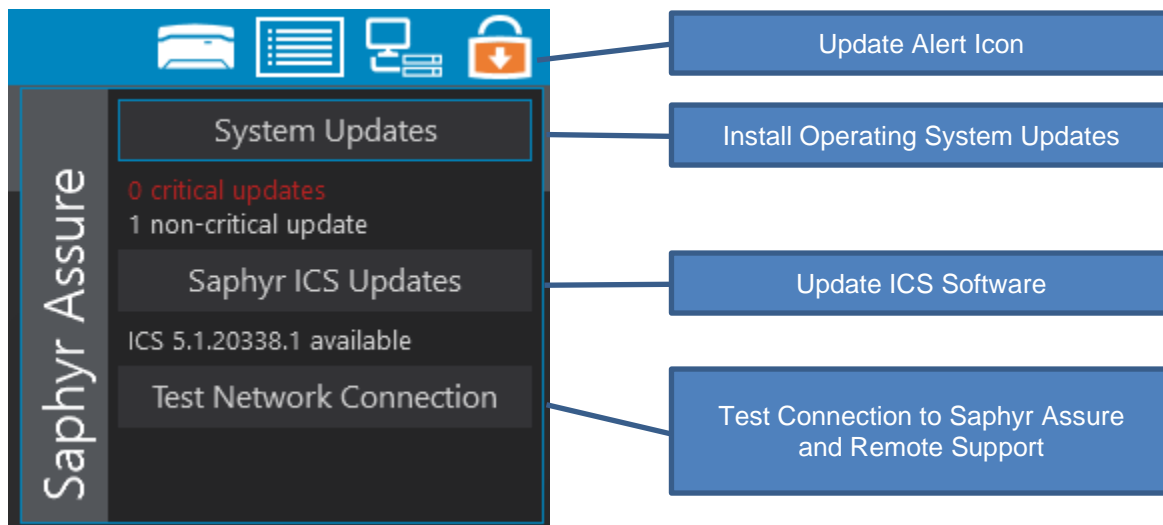 Update Alert Icon
System Updates
Install Operating System Updates
0 critical updates
1 non-critical update
Saphyr ICS Updates
Update ICS Software
ICS 5.1.20338.1 available
Test Network Connection
Test Connection to Saphyr Assure
and Remote Support
Saphyr Assure